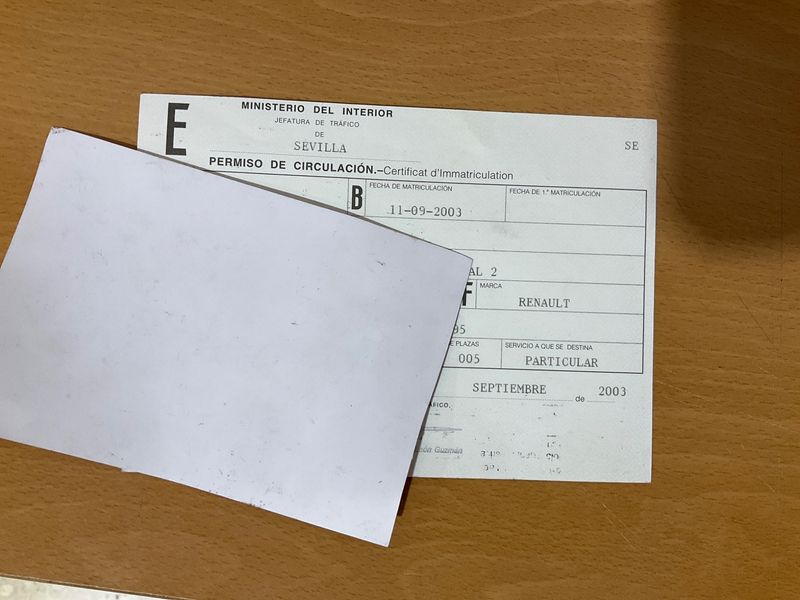 E
MINISTERIO DEL INTERIOR
JEFATURA DE TRÁFICO
DE
SEVILLA
SE
PERMISO DE CIRCULACIÓN.-Certificat d'Immatriculation
B FECHA DE MATRICULACIÓN
11-09-2003
FECHA DE 1.ª MATRICULACIÓN
AL 2
F MARCA
RENAULT
95
E PLAZAS
005
SERVICIO A QUE SE DESTINA
PARTICULAR
SEPTIEMBRE de 2003
ÁFICO,
Guzmán